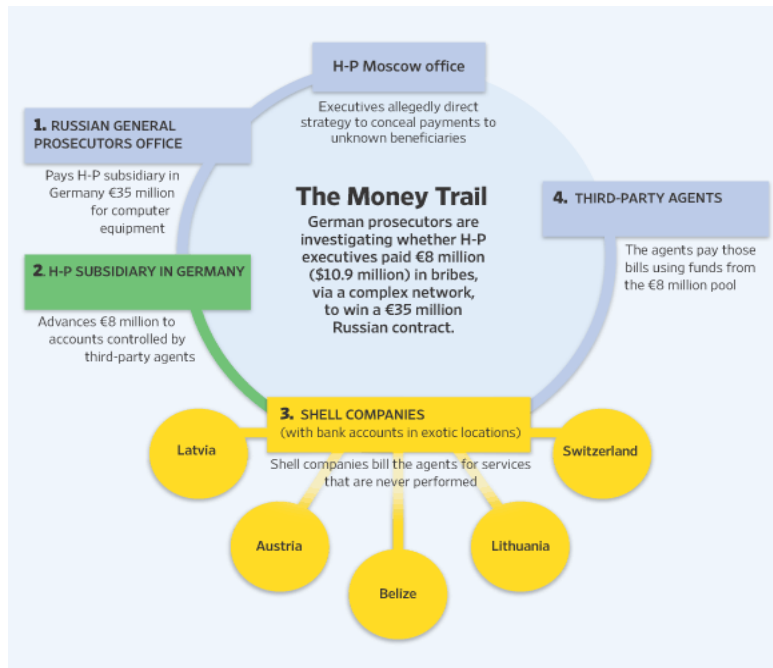 H-P Moscow office
Executives allegedly direct
strategy to conceal payments to
unknown beneficiaries
1. RUSSIAN GENERAL
PROSECUTORS OFFICE
Pays H-P subsidiary in
Germany €35 million
for computer
equipment
The Money Trail
German prosecutors are
investigating whether H-P
executives paid €8 million
($10.9 million) in bribes,
via a complex network,
to win a €35 million
Russian contract.
2. H-P SUBSIDIARY IN GERMANY
Advances €8 million to
accounts controlled by
third-party agents
3. SHELL COMPANIES
(with bank accounts in exotic locations)
Shell companies bill the agents for services
that are never performed
Latvia
Austria
Belize
Lithuania
Switzerland
4. THIRD-PARTY AGENTS
The agents pay those
bills using funds from
the €8 million pool